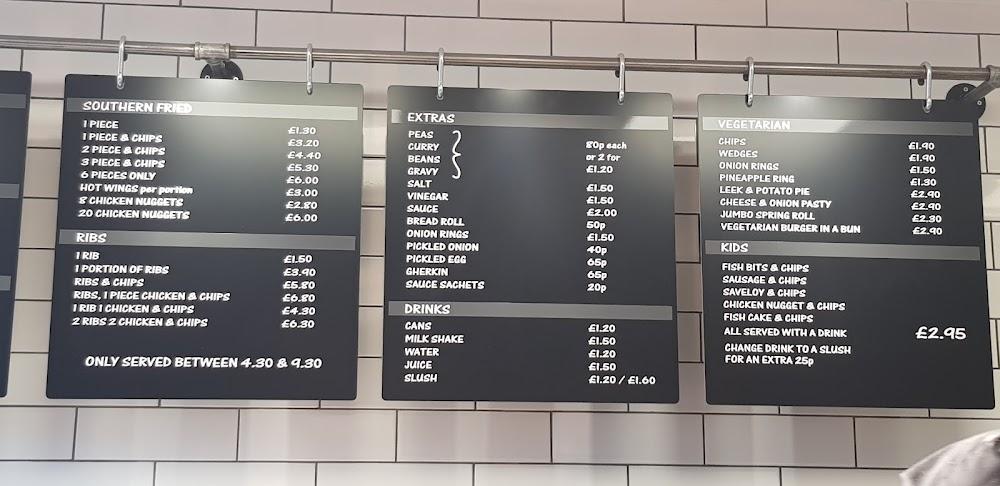 SOUTHERN FRIED
1 PIECE £1.30
1 PIECE & CHIPS £3.20
2 PIECE & CHIPS £4.40
3 PIECE & CHIPS £5.30
6 PIECES ONLY £6.00
HOT WINGS per portion £3.00
8 CHICKEN NUGGETS £2.80
20 CHICKEN NUGGETS £6.00
RIBS
1 RIB £1.50
1 PORTION OF RIBS £3.90
RIBS & CHIPS £5.80
RIBS, 1 PIECE CHICKEN & CHIPS £6.80
1 RIB 1 CHICKEN & CHIPS £4.30
2 RIBS 2 CHICKEN & CHIPS £6.30
ONLY SERVED BETWEEN 4.30 & 9.30
EXTRAS
PEAS
CURRY 80p each
BEANS or 2 for
GRAVY £1.20
SALT £1.50
VINEGAR £1.50
SAUCE £2.00
BREAD ROLL 50p
ONION RINGS £1.50
PICKLED ONION 40p
PICKLED EGG 65p
GHERKIN 65p
SAUCE SACHETS 20p
DRINKS
CANS £1.20
MILK SHAKE £1.50
WATER £1.20
JUICE £1.50
SLUSH £1.20 / £1.60
VEGETARIAN
CHIPS £1.90
WEDGES £1.90
ONION RINGS £1.50
PINEAPPLE RING £1.30
LEEK & POTATO PIE £2.90
CHEESE & ONION PASTY £2.90
JUMBO SPRING ROLL £2.30
VEGETARIAN BURGER IN A BUN £2.90
KIDS
FISH BITS & CHIPS
SAUSAGE & CHIPS
SAVELOY & CHIPS
CHICKEN NUGGET & CHIPS
FISH CAKE & CHIPS
ALL SERVED WITH A DRINK £2.95
CHANGE DRINK TO A SLUSH
FOR AN EXTRA 25p